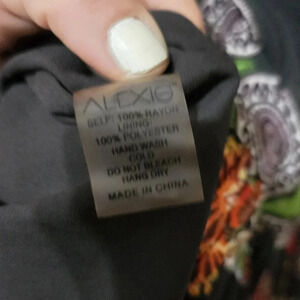 ALEXIS
SELF: 100% RAYON
LINING:
100% POLYESTER
HAND WASH
COLD
DO NOT BLEACH
HANG DRY
MADE IN CHINA